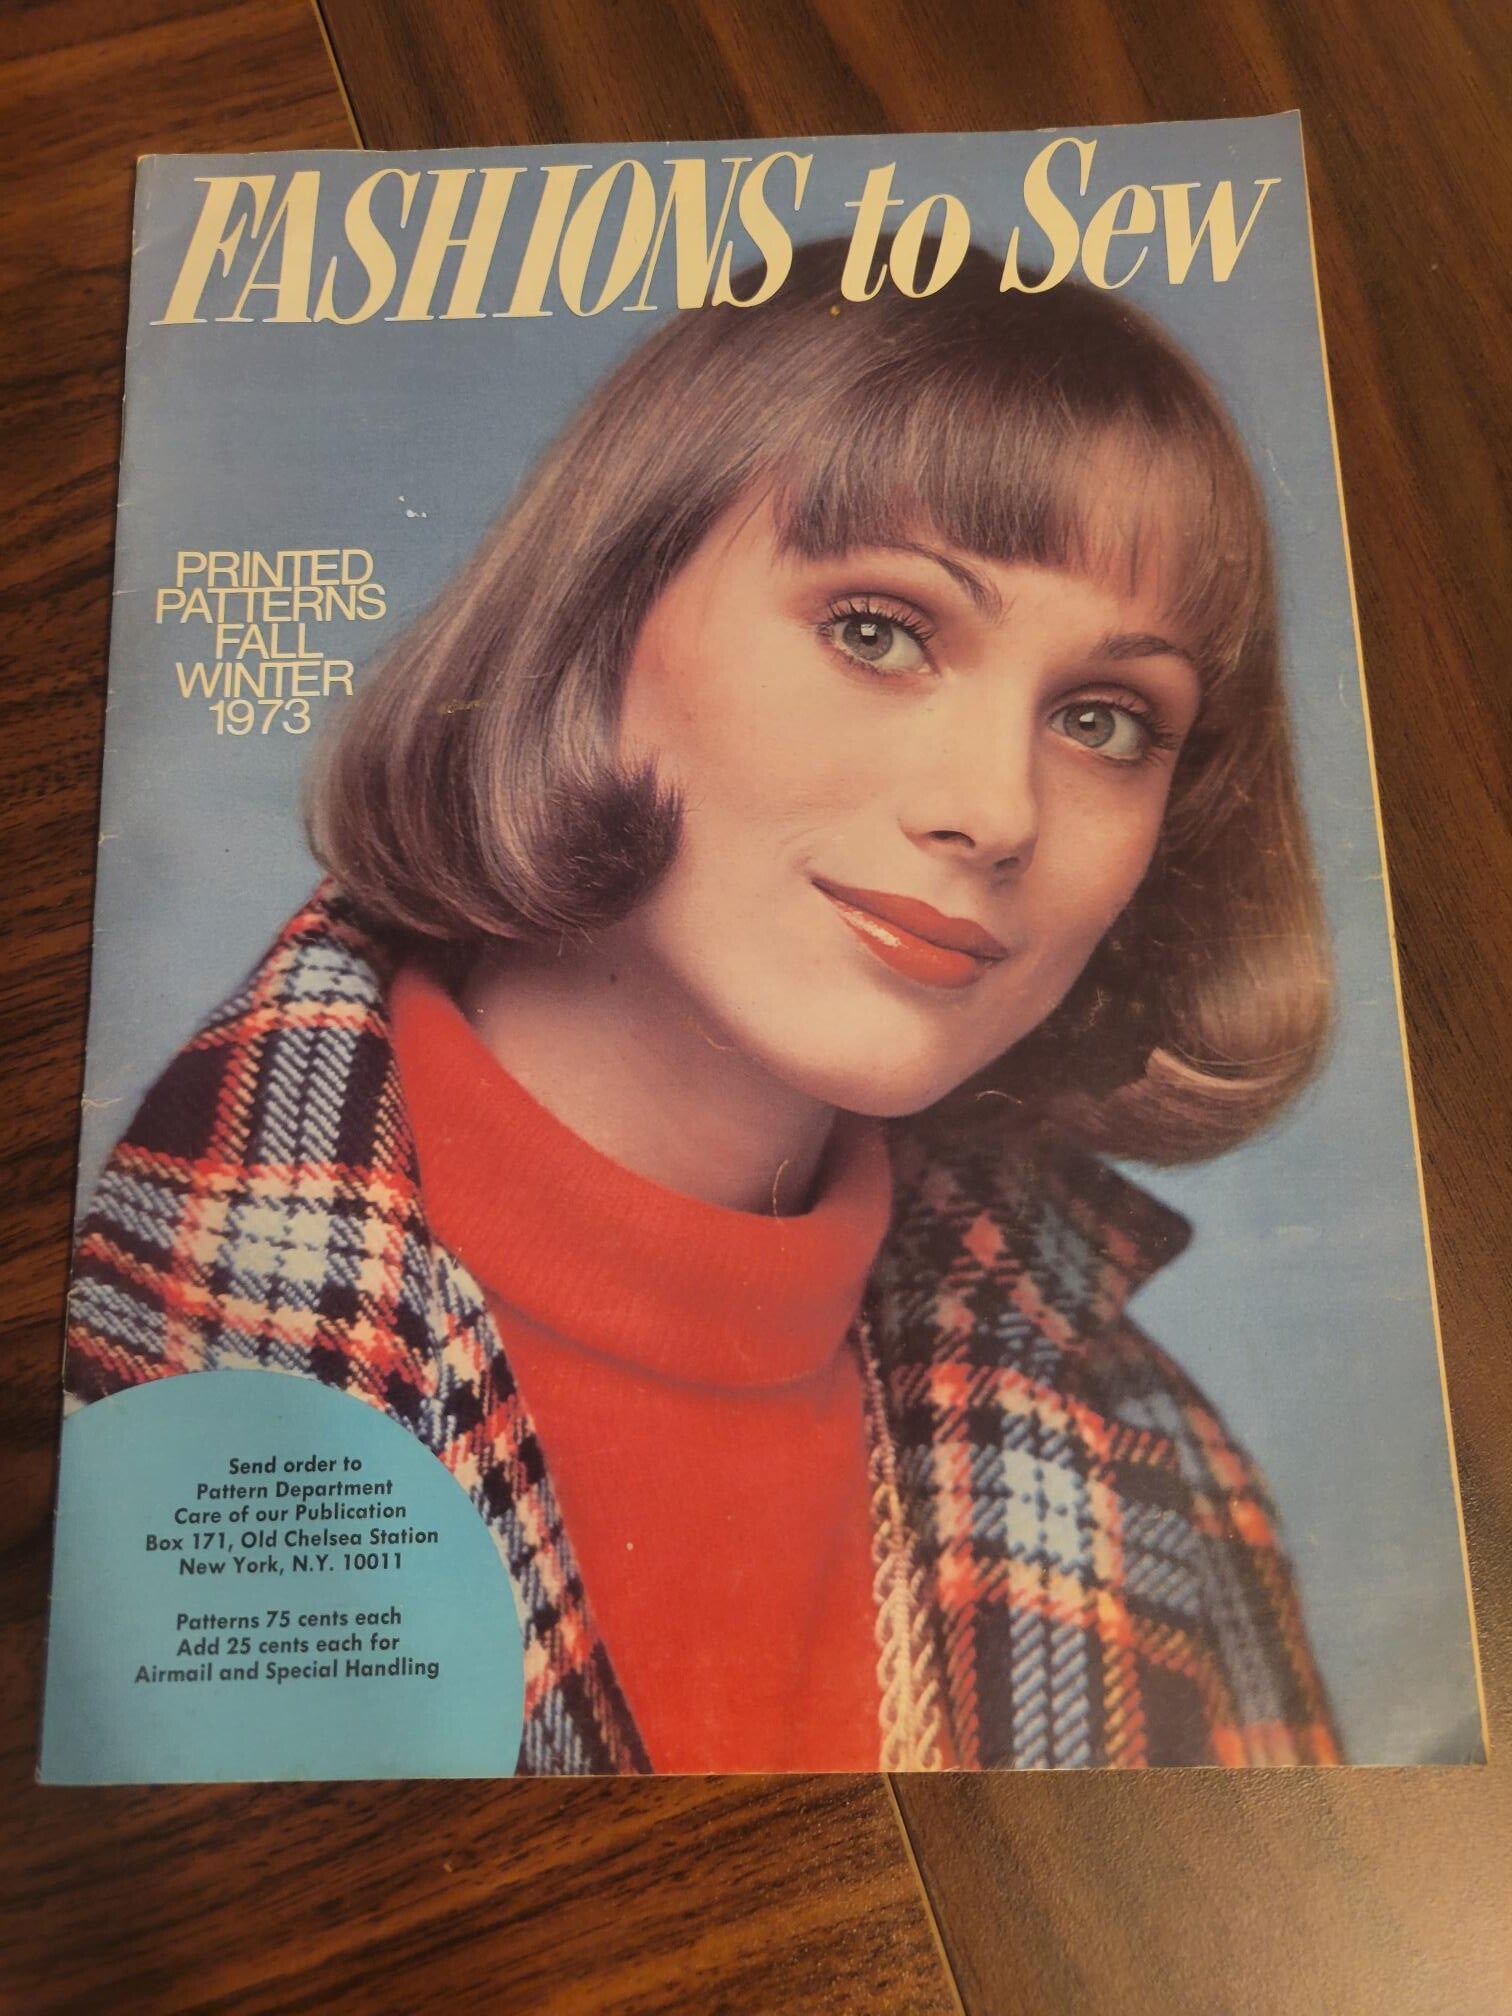 FASHIONS to Sew
PRINTED
PATTERNS
FALL
WINTER
1973
Send order to
Pattern Department
Care of our Publication
Box 171, Old Chelsea Station
New York, N.Y. 10011
Patterns 75 cents each
Add 25 cents each for
Airmail and Special Handling